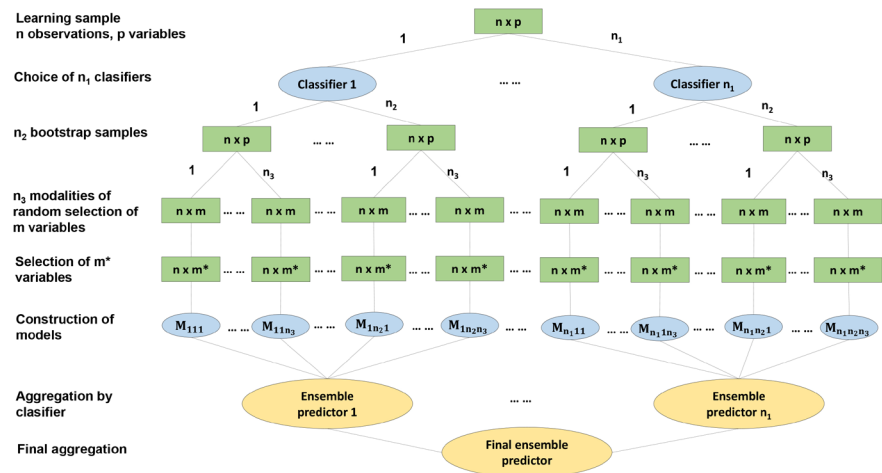 Learning sample
n observations, p variables
n x p
1
n₁
Choice of n₁ clasifiers
Classifier 1
... ...
Classifier n₁
1
n₂
1
n₂
n₂ bootstrap samples
n x p
... ...
n x p
n x p
... ...
n x p
1
n₃
1
n₃
1
n₃
1
n₃
n₃ modalities of
random selection of
m variables
n x m ... ... n x m ... ... n x m ... ... n x m ... ... n x m ... ... n x m ... ... n x m ... ... n x m
Selection of m*
variables
n x m* ... ... n x m* ... ... n x m* ... ... n x m* ... ... n x m* ... ... n x m* ... ... n x m* ... ... n x m*
Construction of
models
M₁₁₁ ... ... M₁₁ₙ₃ ... ... M₁ₙ₂₁ ... ... M₁ₙ₂ₙ₃ ... ... Mₙ₁₁₁ ... ... Mₙ₁₁ₙ₃ ... ... Mₙ₁ₙ₂₁ ... ... Mₙ₁ₙ₂ₙ₃
Aggregation by
clasifier
Ensemble
predictor 1
... ...
Ensemble
predictor n₁
Final aggregation
Final ensemble
predictor